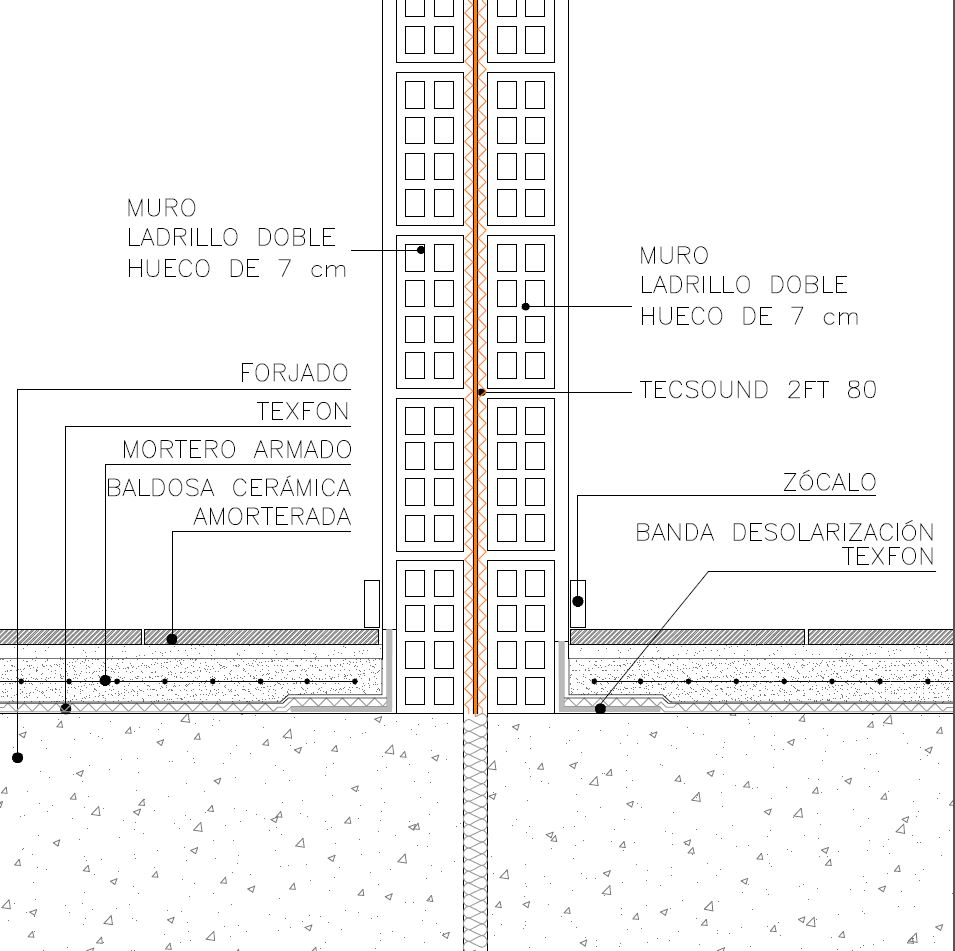 MURO
LADRILLO DOBLE
HUECO DE 7 cm
MURO
LADRILLO DOBLE
HUECO DE 7 cm
FORJADO
TEXFON
MORTERO ARMADO
BALDOSA CERÁMICA
AMORTERADA
TECSOUND 2FT 80
ZÓCALO
BANDA DESOLARIZACIÓN
TEXFON